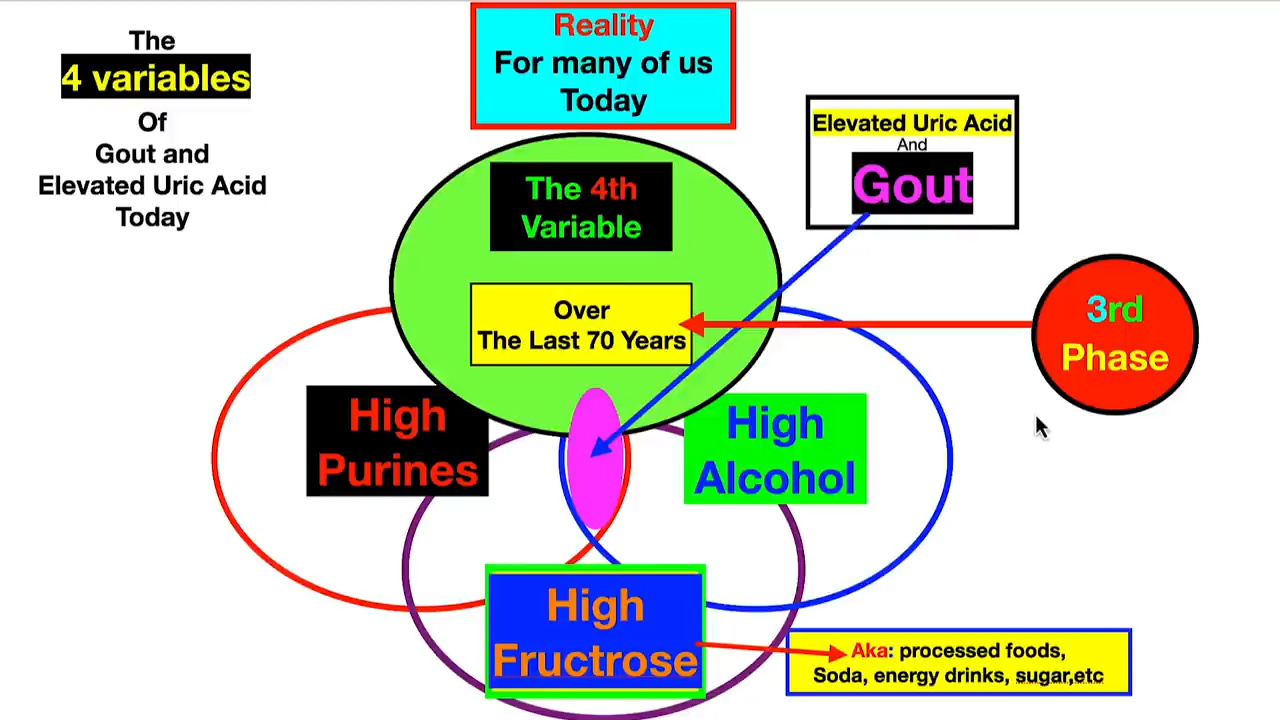 The
4 variables
Of
Gout and
Elevated Uric Acid
Today
Reality
For many of us
Today
Elevated Uric Acid
And
Gout
The 4th
Variable
Over
The Last 70 Years
3rd
Phase
High
Purines
High
Alcohol
High
Fructrose
Aka: processed foods,
Soda, energy drinks, sugar,etc